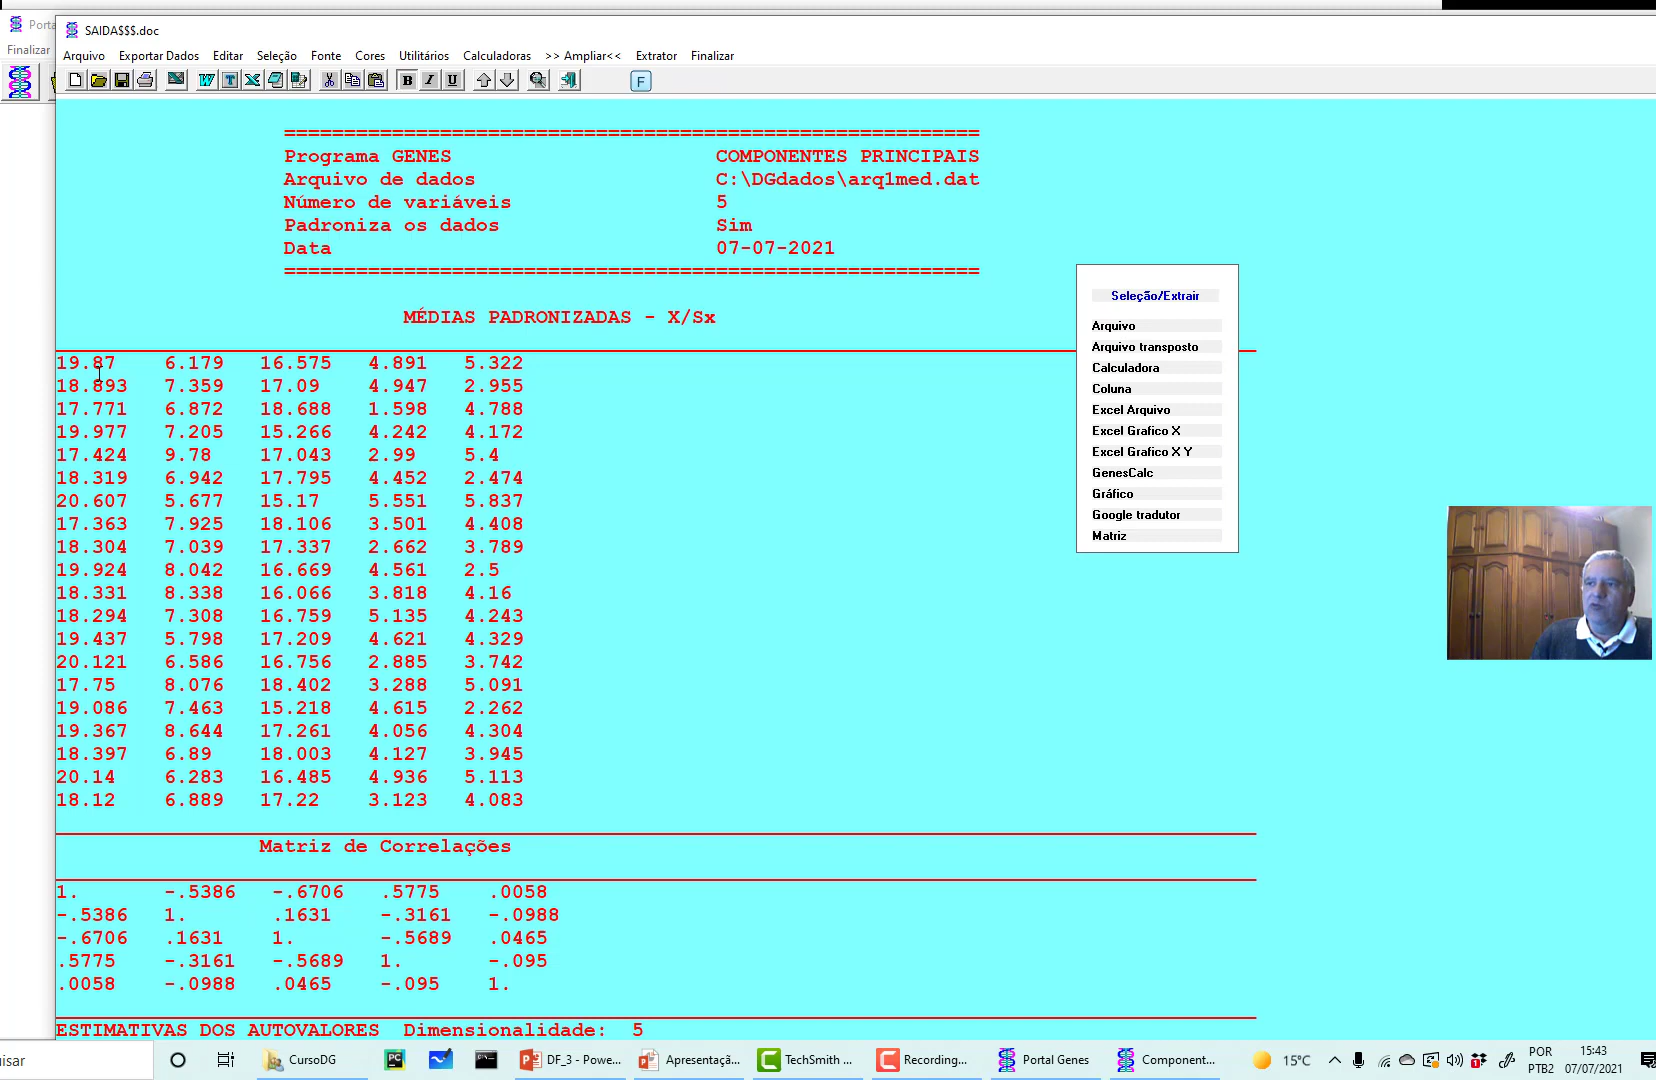 Porta
Finalizar
SAIDA$$$.doc
Arquivo Exportar Dados Editar Seleção Fonte Cores Utilitários Calculadoras >> Ampliar<< Extrator Finalizar
W T X B I U F
============================================================
Programa GENES COMPONENTES PRINCIPAIS
Arquivo de dados C:\DGdados\arq1med.dat
Número de variáveis 5
Padroniza os dados Sim
Data 07-07-2021
============================================================
MÉDIAS PADRONIZADAS - X/Sx
19.87 6.179 16.575 4.891 5.322
18.893 7.359 17.09 4.947 2.955
17.771 6.872 18.688 1.598 4.788
19.977 7.205 15.266 4.242 4.172
17.424 9.78 17.043 2.99 5.4
18.319 6.942 17.795 4.452 2.474
20.607 5.677 15.17 5.551 5.837
17.363 7.925 18.106 3.501 4.408
18.304 7.039 17.337 2.662 3.789
19.924 8.042 16.669 4.561 2.5
18.331 8.338 16.066 3.818 4.16
18.294 7.308 16.759 5.135 4.243
19.437 5.798 17.209 4.621 4.329
20.121 6.586 16.756 2.885 3.742
17.75 8.076 18.402 3.288 5.091
19.086 7.463 15.218 4.615 2.262
19.367 8.644 17.261 4.056 4.304
18.397 6.89 18.003 4.127 3.945
20.14 6.283 16.485 4.936 5.113
18.12 6.889 17.22 3.123 4.083
Matriz de Correlações
1. -.5386 -.6706 .5775 .0058
-.5386 1. .1631 -.3161 -.0988
-.6706 .1631 1. -.5689 .0465
.5775 -.3161 -.5689 1. -.095
.0058 -.0988 .0465 -.095 1.
ESTIMATIVAS DOS AUTOVALORES Dimensionalidade: 5
Seleção/Extrair
Arquivo
Arquivo transposto
Calculadora
Coluna
Excel Arquivo
Excel Grafico X
Excel Grafico X Y
GenesCalc
Gráfico
Google tradutor
Matriz
uisar
CursoDG
PC
DF_3 - Powe...
Apresentaçã...
TechSmith ...
Recording...
Portal Genes
Component...
15°C
POR
PTB2
15:43
07/07/2021